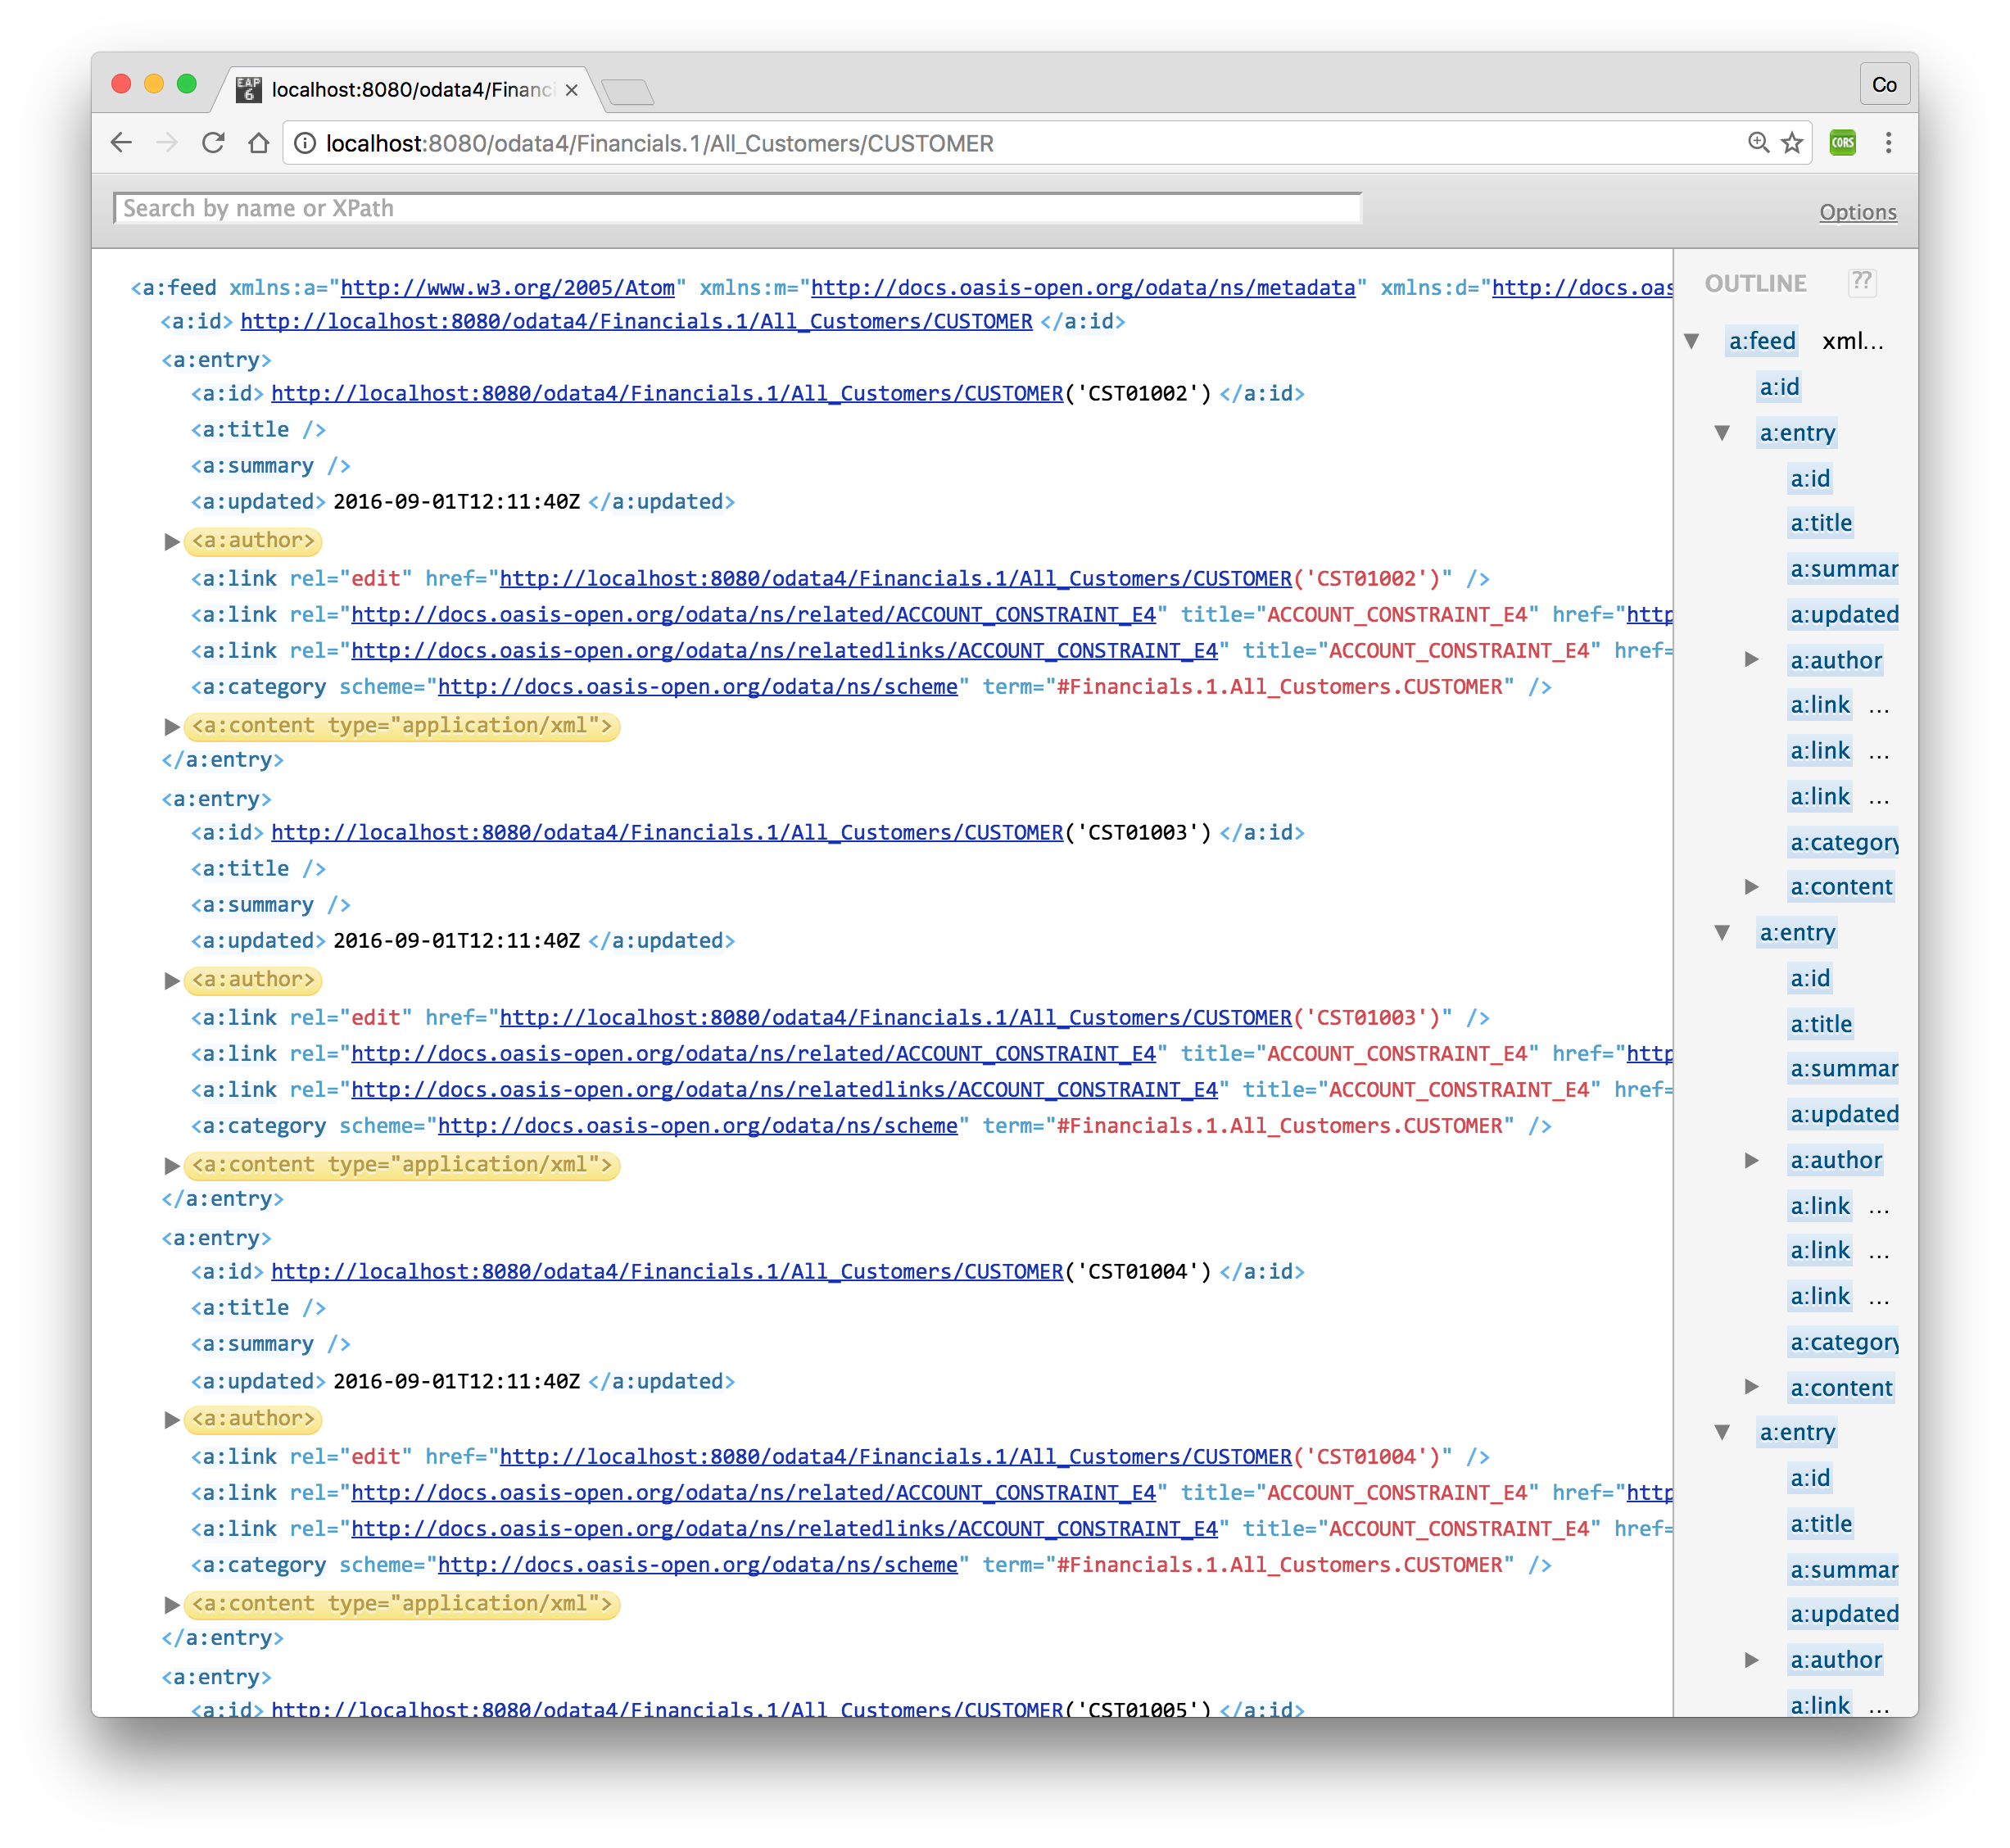 EAP 6 localhost:8080/odata4/Financi × Co
localhost:8080/odata4/Financials.1/All_Customers/CUSTOMER CORS
Search by name or XPath Options
<a:feed xmlns:a="http://www.w3.org/2005/Atom" xmlns:m="http://docs.oasis-open.org/odata/ns/metadata" xmlns:d="http://docs.oas
<a:id> http://localhost:8080/odata4/Financials.1/All_Customers/CUSTOMER </a:id>
<a:entry>
<a:id> http://localhost:8080/odata4/Financials.1/All_Customers/CUSTOMER('CST01002') </a:id>
<a:title />
<a:summary />
<a:updated> 2016-09-01T12:11:40Z </a:updated>
<a:author>
<a:link rel="edit" href="http://localhost:8080/odata4/Financials.1/All_Customers/CUSTOMER('CST01002')" />
<a:link rel="http://docs.oasis-open.org/odata/ns/related/ACCOUNT_CONSTRAINT_E4" title="ACCOUNT_CONSTRAINT_E4" href="http
<a:link rel="http://docs.oasis-open.org/odata/ns/relatedlinks/ACCOUNT_CONSTRAINT_E4" title="ACCOUNT_CONSTRAINT_E4" href=
<a:category scheme="http://docs.oasis-open.org/odata/ns/scheme" term="#Financials.1.All_Customers.CUSTOMER" />
<a:content type="application/xml">
</a:entry>
<a:entry>
<a:id> http://localhost:8080/odata4/Financials.1/All_Customers/CUSTOMER('CST01003') </a:id>
<a:title />
<a:summary />
<a:updated> 2016-09-01T12:11:40Z </a:updated>
<a:author>
<a:link rel="edit" href="http://localhost:8080/odata4/Financials.1/All_Customers/CUSTOMER('CST01003')" />
<a:link rel="http://docs.oasis-open.org/odata/ns/related/ACCOUNT_CONSTRAINT_E4" title="ACCOUNT_CONSTRAINT_E4" href="http
<a:link rel="http://docs.oasis-open.org/odata/ns/relatedlinks/ACCOUNT_CONSTRAINT_E4" title="ACCOUNT_CONSTRAINT_E4" href=
<a:category scheme="http://docs.oasis-open.org/odata/ns/scheme" term="#Financials.1.All_Customers.CUSTOMER" />
<a:content type="application/xml">
</a:entry>
<a:entry>
<a:id> http://localhost:8080/odata4/Financials.1/All_Customers/CUSTOMER('CST01004') </a:id>
<a:title />
<a:summary />
<a:updated> 2016-09-01T12:11:40Z </a:updated>
<a:author>
<a:link rel="edit" href="http://localhost:8080/odata4/Financials.1/All_Customers/CUSTOMER('CST01004')" />
<a:link rel="http://docs.oasis-open.org/odata/ns/related/ACCOUNT_CONSTRAINT_E4" title="ACCOUNT_CONSTRAINT_E4" href="http
<a:link rel="http://docs.oasis-open.org/odata/ns/relatedlinks/ACCOUNT_CONSTRAINT_E4" title="ACCOUNT_CONSTRAINT_E4" href=
<a:category scheme="http://docs.oasis-open.org/odata/ns/scheme" term="#Financials.1.All_Customers.CUSTOMER" />
<a:content type="application/xml">
</a:entry>
<a:entry>
<a:id> http://localhost:8080/odata4/Financials.1/All_Customers/CUSTOMER('CST01005') </a:id>
OUTLINE ??
a:feed xml...
a:id
a:entry
a:id
a:title
a:summar
a:updated
a:author
a:link ...
a:link ...
a:link ...
a:category
a:content
a:entry
a:id
a:title
a:summar
a:updated
a:author
a:link ...
a:link ...
a:link ...
a:category
a:content
a:entry
a:id
a:title
a:summar
a:updated
a:author
a:link ...